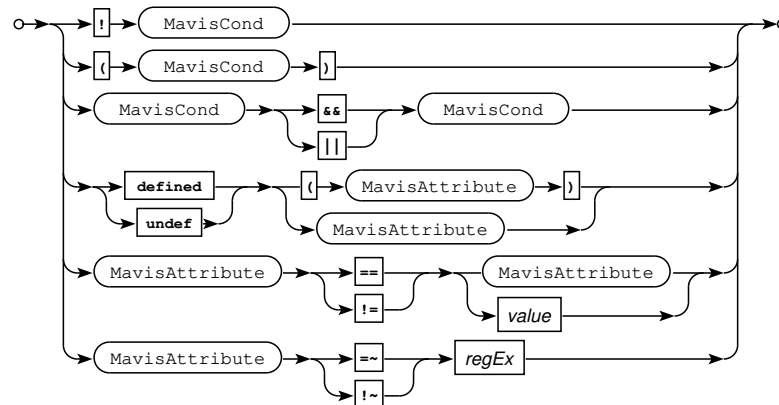 ! MavisCond
( MavisCond )
MavisCond && MavisCond
||
defined ( MavisAttribute )
undef MavisAttribute
MavisAttribute == MavisAttribute
!= value
MavisAttribute =~ regEx
!~